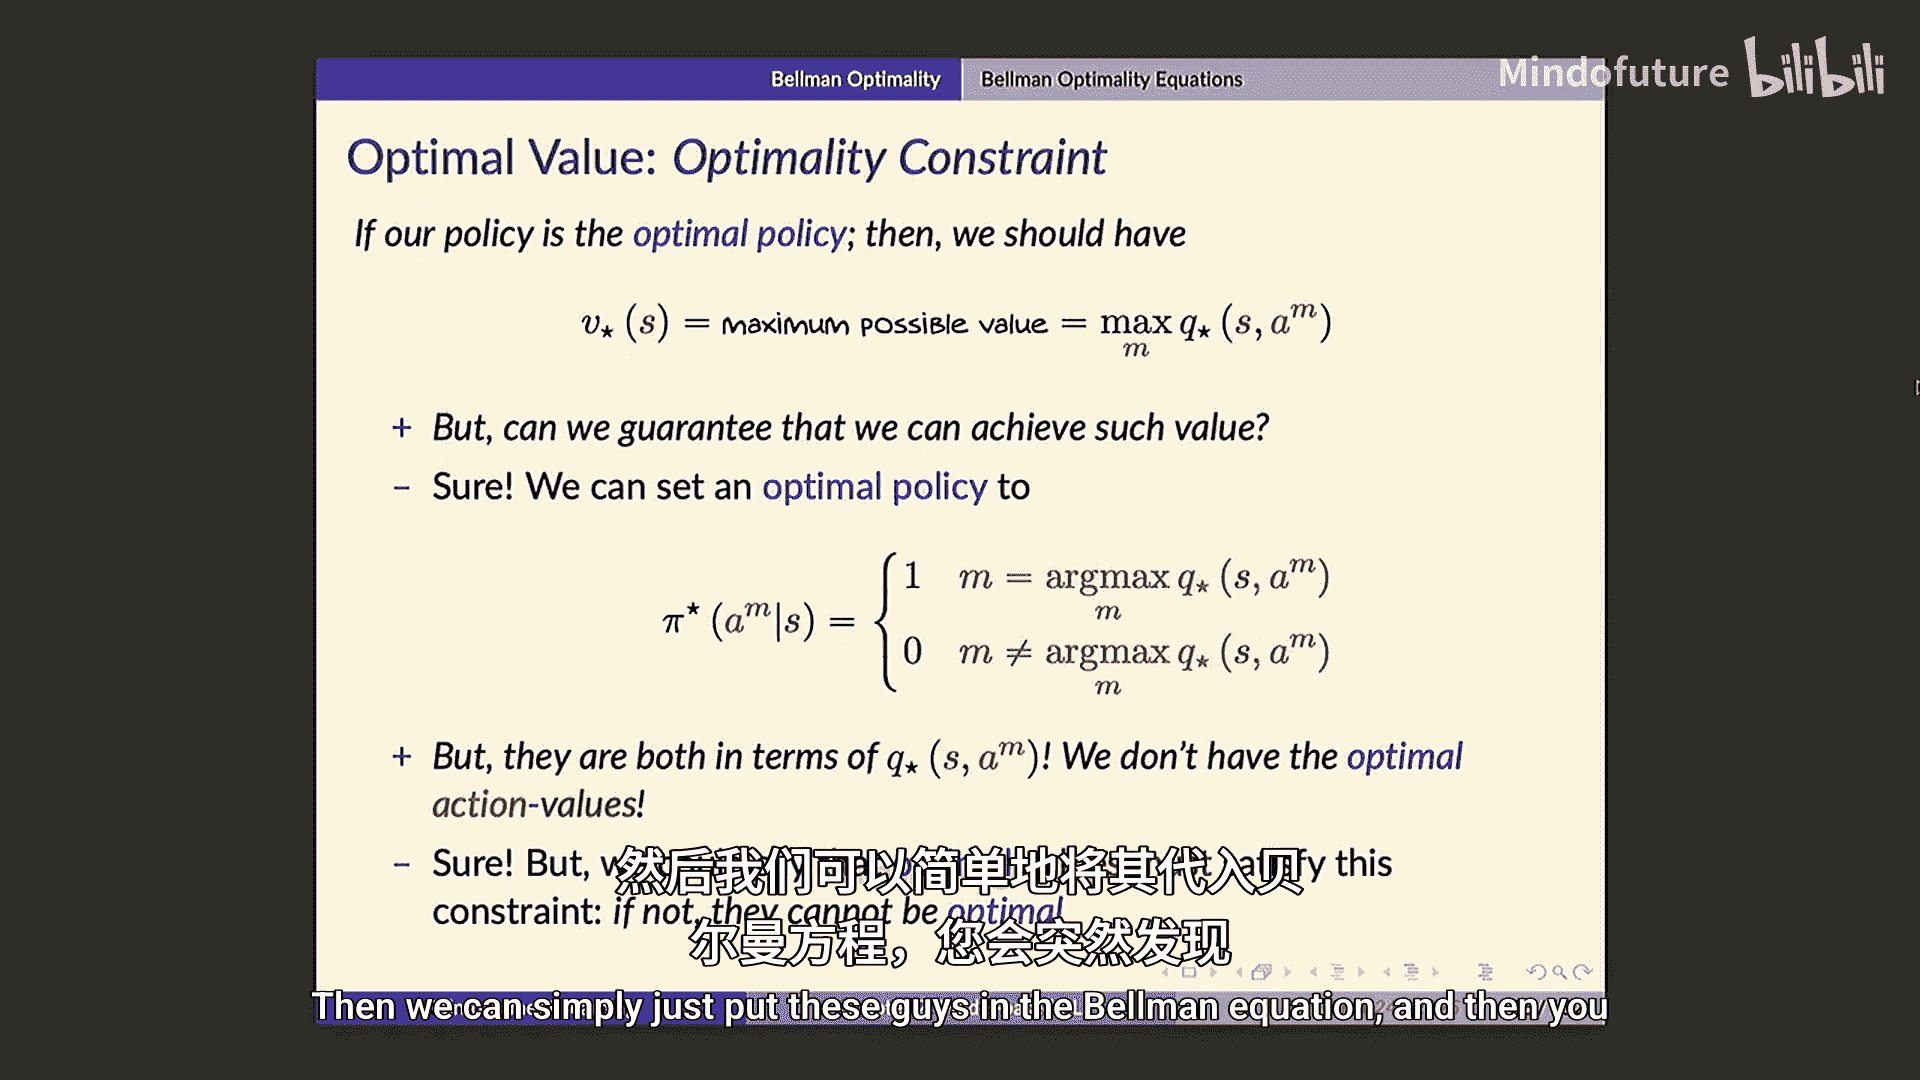 Mindofuture bilibili
Bellman Optimality Bellman Optimality Equations
Optimal Value: Optimality Constraint
If our policy is the optimal policy; then, we should have
v⋆ (s) = maximum possible value = max q⋆ (s, a^m)
m
+ But, can we guarantee that we can achieve such value?
– Sure! We can set an optimal policy to
1 m = argmax q⋆ (s, a^m)
m
π⋆ (a^m|s) = {
0 m ≠ argmax q⋆ (s, a^m)
m
+ But, they are both in terms of q⋆ (s, a^m)! We don't have the optimal
action-values!
– Sure! But, this
constraint: if not, they cannot be optimal
然后我们可以简单地将其代入贝
尔曼方程，您会突然发现
Then we can simply just put these guys in the Bellman equation, and then you